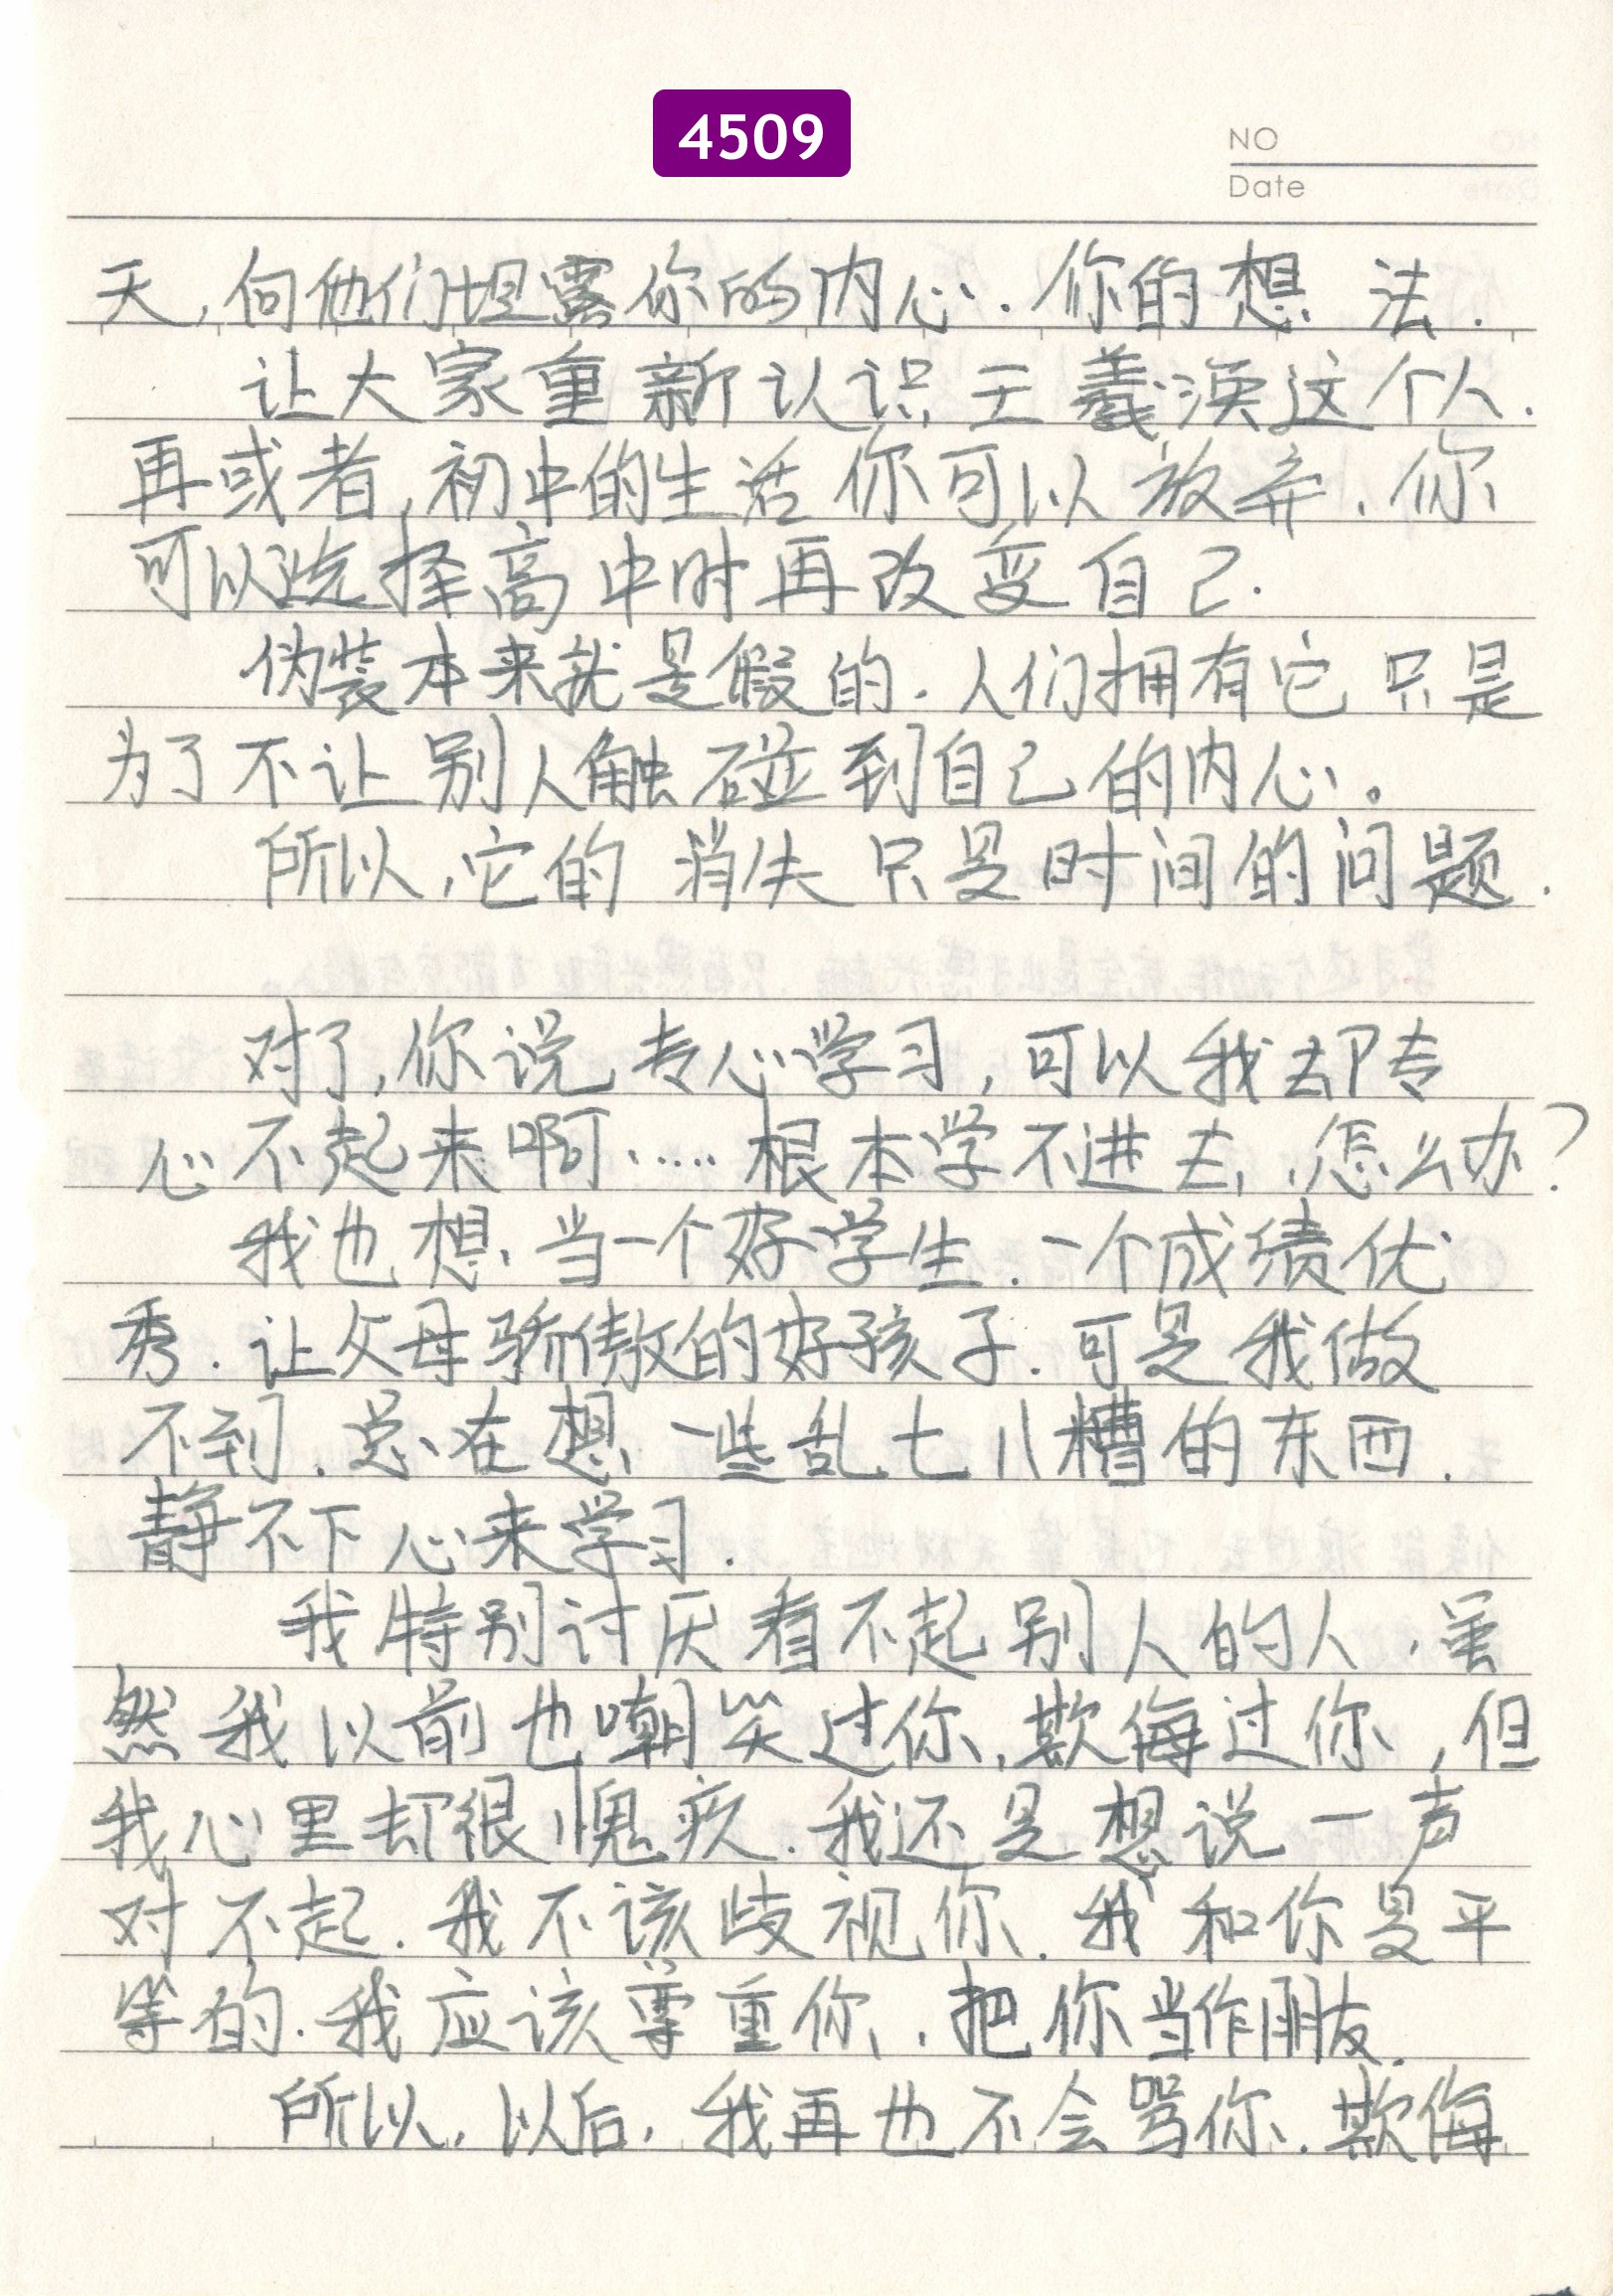 4509
NO
Date
天，向他们坦露你的内心．你的想法．
让大家重新认识王羲涣这个人．
再或者，初中的生活你可以放弃．你
可以选择高中时再改变自己．
伪装本来就是假的．人们拥有它只是
为了不让别人触碰到自己的内心。
所以，它的消失只是时间的问题．
对了，你说专心学习，可以我却专
心不起来啊……根本学不进去，怎么办？
我也想当一个好学生．一个成绩优
秀．让父母骄傲的好孩子．可是我做
不到．总在想一些乱七八糟的东西．
静不下心来学习．
我特别讨厌看不起别人的人，虽
然我以前也嘲笑过你，欺侮过你，但
我心里却很愧疚．我还是想说一声
对不起．我不该歧视你．我和你是平
等的．我应该尊重你，把你当作朋友．
所以，以后，我再也不会骂你．欺侮